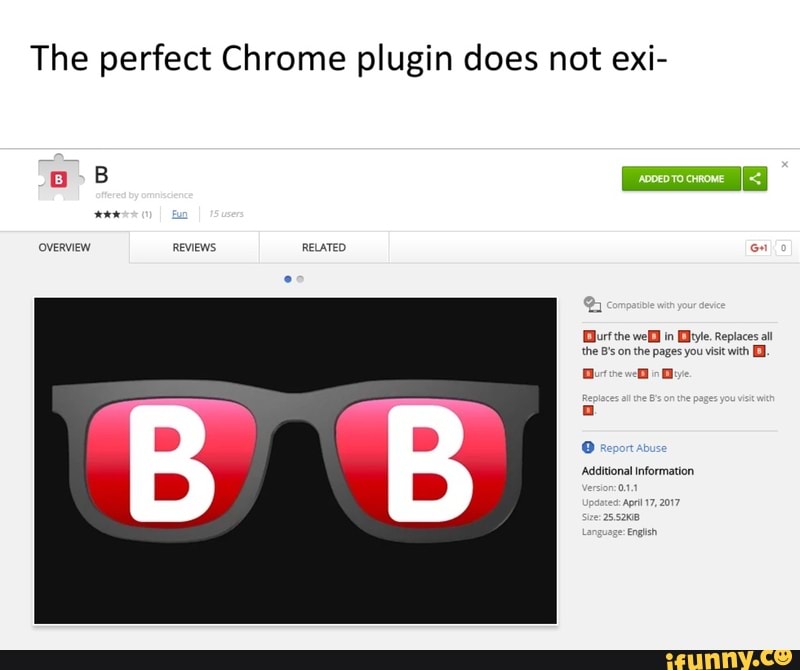 The perfect Chrome plugin does not exi-
B
B
offered by omniscience
(1) Fun 15 users
ADDED TO CHROME
x
OVERVIEW REVIEWS RELATED
G+1 0
B B
Compatible with your device
🅱urf the we🅱 in 🅱tyle. Replaces all
the B's on the pages you visit with 🅱.
🅱urf the we🅱 in 🅱tyle.
Replaces all the B's on the pages you visit with
🅱.
Report Abuse
Additional Information
Version: 0.1.1
Updated: April 17, 2017
Size: 25.52KiB
Language: English
ifunny.co